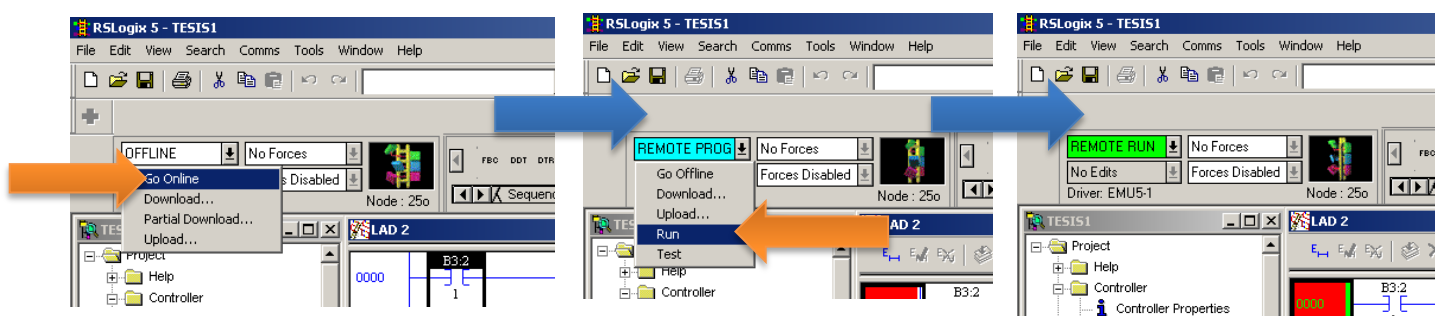 RSLogix 5 - TESIS1
File Edit View Search Comms Tools Window Help
OFFLINE No Forces
Go Online s Disabled
Download...
Partial Download...
Upload...
Node : 25o
FBC DDT DTR
Sequen
TES
LAD 2
Project
Help
Controller
0000
B3:2
1
RSLogix 5 - TESIS1
File Edit View Search Comms Tools Window Help
REMOTE PROG No Forces
Go Offline Forces Disabled
Download...
Upload...
Run
Test
Node : 25o
TES
AD 2
Help
Controller
B3:2
RSLogix 5 - TESIS1
File Edit View Search Comms Tools Window Help
REMOTE RUN No Forces
No Edits Forces Disabled
Driver: EMU5-1 Node : 25o
FBC
TESIS1
LAD 2
Project
Help
Controller
Controller Properties
0000
B3:2